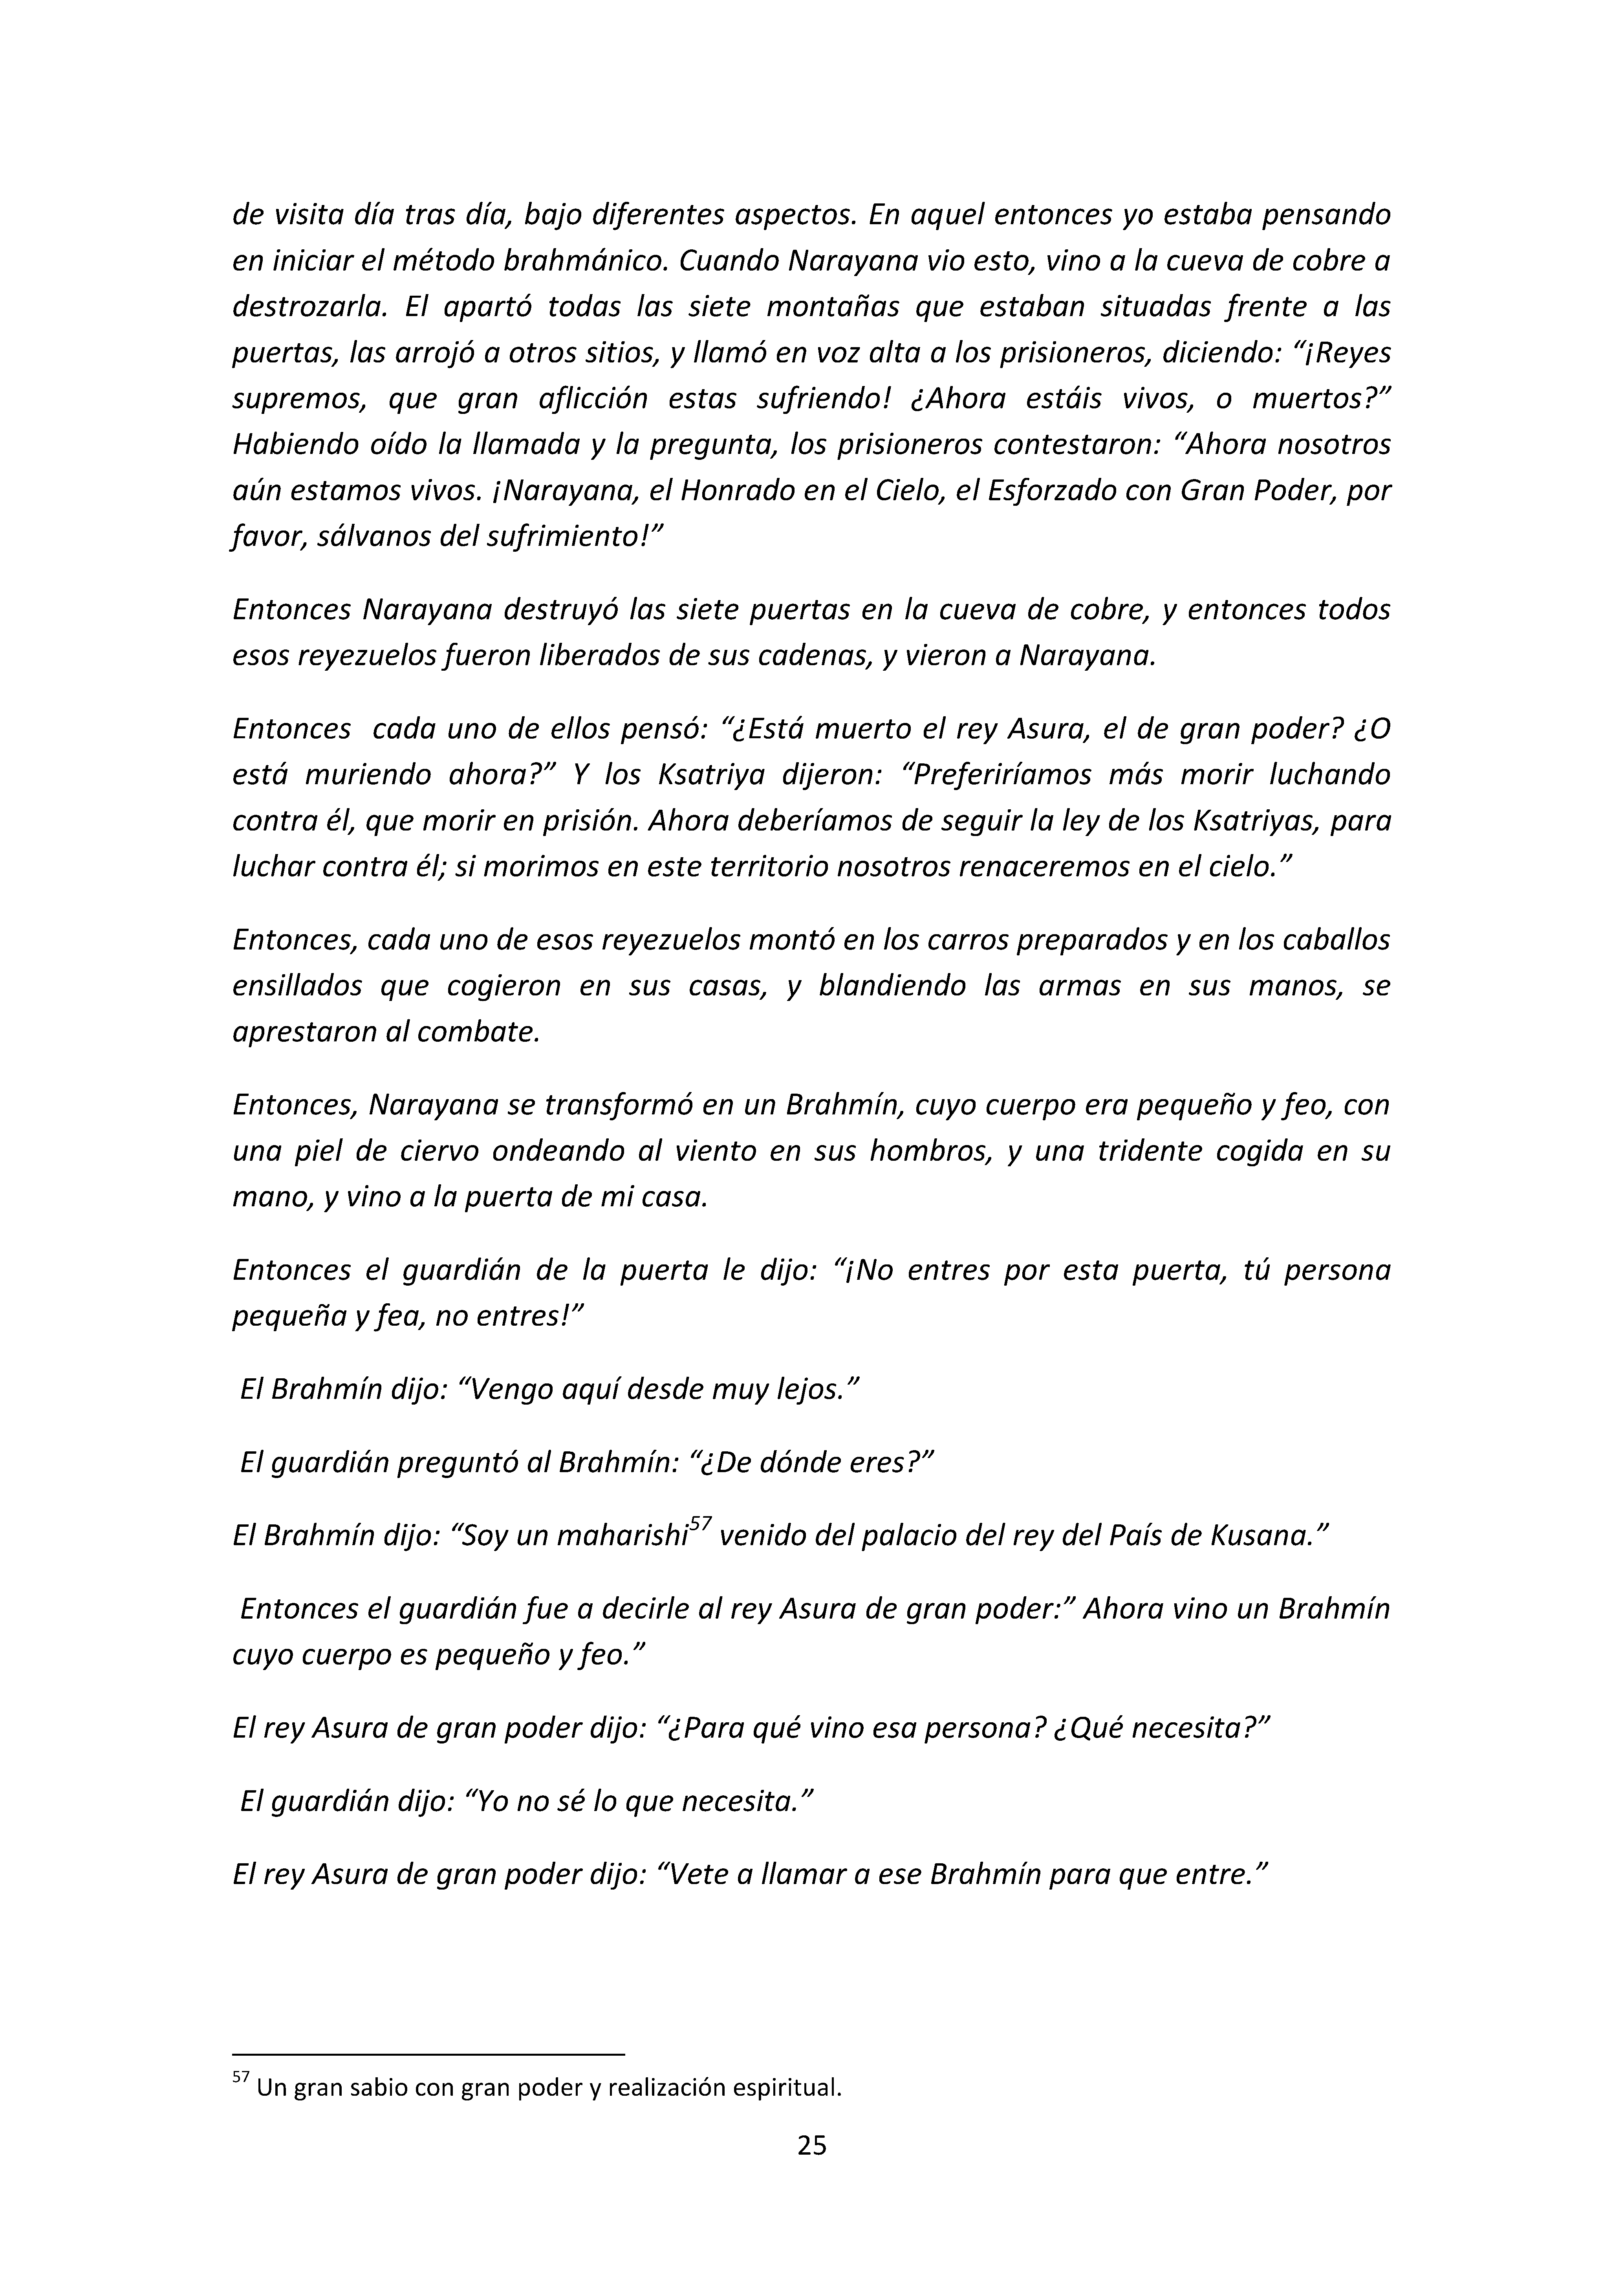 de visita día tras día, bajo diferentes aspectos. En aquel entonces yo estaba pensando
en iniciar el método brahmánico. Cuando Narayana vio esto, vino a la cueva de cobre a
destrozarla. El apartó todas las siete montañas que estaban situadas frente a las
puertas, las arrojó a otros sitios, y llamó en voz alta a los prisioneros, diciendo: “¡Reyes
supremos, que gran aflicción estas sufriendo! ¿Ahora estáis vivos, o muertos?”
Habiendo oído la llamada y la pregunta, los prisioneros contestaron: “Ahora nosotros
aún estamos vivos. ¡Narayana, el Honrado en el Cielo, el Esforzado con Gran Poder, por
favor, sálvanos del sufrimiento!”
Entonces Narayana destruyó las siete puertas en la cueva de cobre, y entonces todos
esos reyezuelos fueron liberados de sus cadenas, y vieron a Narayana.
Entonces  cada uno de ellos pensó: “¿Está muerto el rey Asura, el de gran poder? ¿O
está muriendo ahora?” Y los Ksatriya dijeron: “Preferiríamos más morir luchando
contra él, que morir en prisión. Ahora deberíamos de seguir la ley de los Ksatriyas, para
luchar contra él; si morimos en este territorio nosotros renaceremos en el cielo.”
Entonces, cada uno de esos reyezuelos montó en los carros preparados y en los caballos
ensillados que cogieron en sus casas, y blandiendo las armas en sus manos, se
aprestaron al combate.
Entonces, Narayana se transformó en un Brahmín, cuyo cuerpo era pequeño y feo, con
una piel de ciervo ondeando al viento en sus hombros, y una tridente cogida en su
mano, y vino a la puerta de mi casa.
Entonces el guardián de la puerta le dijo: “¡No entres por esta puerta, tú persona
pequeña y fea, no entres!”
El Brahmín dijo: “Vengo aquí desde muy lejos.”
El guardián preguntó al Brahmín: “¿De dónde eres?”
El Brahmín dijo: “Soy un maharishi57 venido del palacio del rey del País de Kusana.”
Entonces el guardián fue a decirle al rey Asura de gran poder:” Ahora vino un Brahmín
cuyo cuerpo es pequeño y feo.”
El rey Asura de gran poder dijo: “¿Para qué vino esa persona? ¿Qué necesita?”
El guardián dijo: “Yo no sé lo que necesita.”
El rey Asura de gran poder dijo: “Vete a llamar a ese Brahmín para que entre.”
57 Un gran sabio con gran poder y realización espiritual.
25